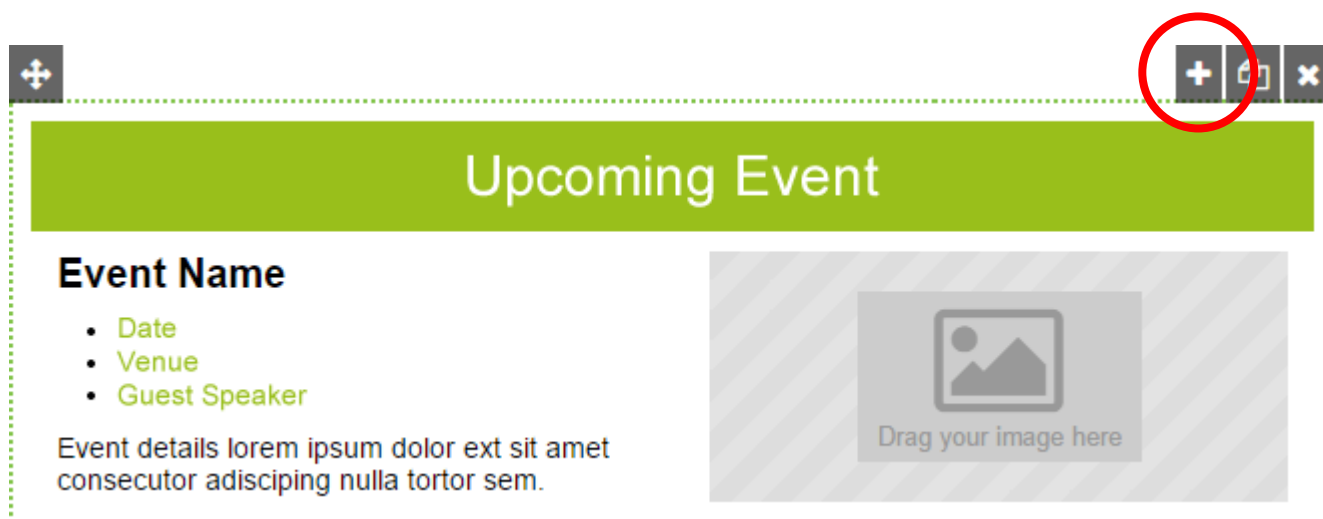 Upcoming Event
Event Name
Date
Venue
Guest Speaker
Event details lorem ipsum dolor ext sit amet
consecutor adisciping nulla tortor sem.
Drag your image here